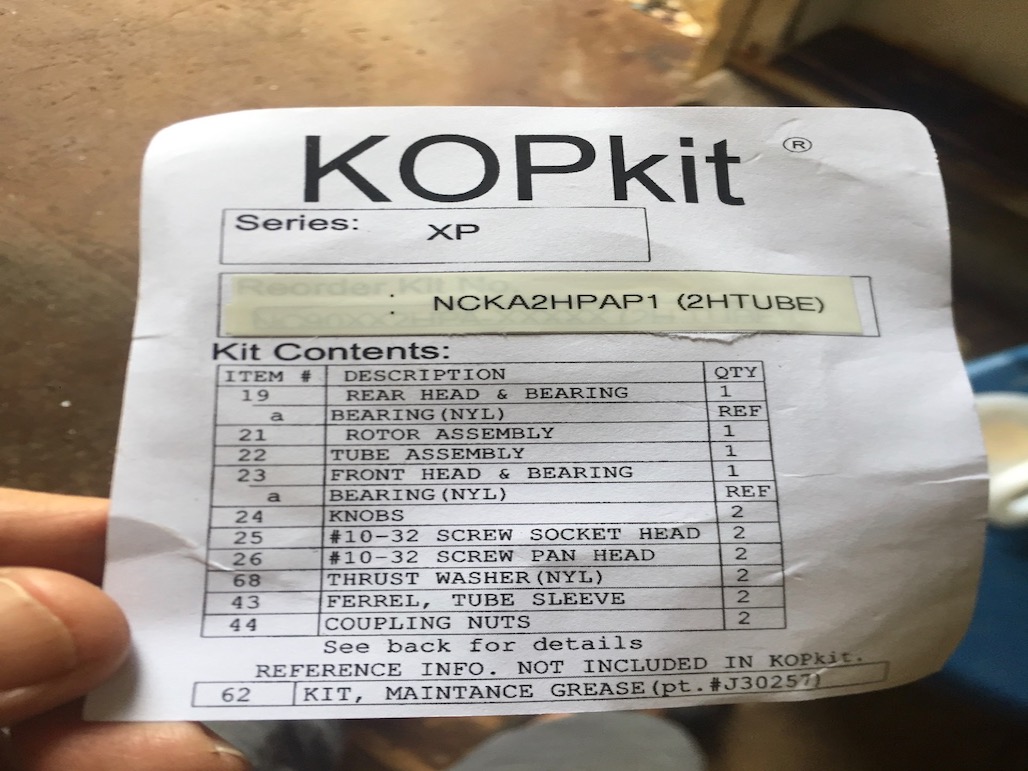 KOPkit ®
Series: XP
Reorder Kit No.
: NCKA2HPAP1 (2HTUBE)
Kit Contents:
ITEM # DESCRIPTION QTY
19 REAR HEAD & BEARING 1
a BEARING(NYL) REF
21 ROTOR ASSEMBLY 1
22 TUBE ASSEMBLY 1
23 FRONT HEAD & BEARING 1
a BEARING(NYL) REF
24 KNOBS 2
25 #10-32 SCREW SOCKET HEAD 2
26 #10-32 SCREW PAN HEAD 2
68 THRUST WASHER(NYL) 2
43 FERREL, TUBE SLEEVE 2
44 COUPLING NUTS 2
See back for details
REFERENCE INFO. NOT INCLUDED IN KOPkit.
62 KIT, MAINTANCE GREASE(pt.#J30257)